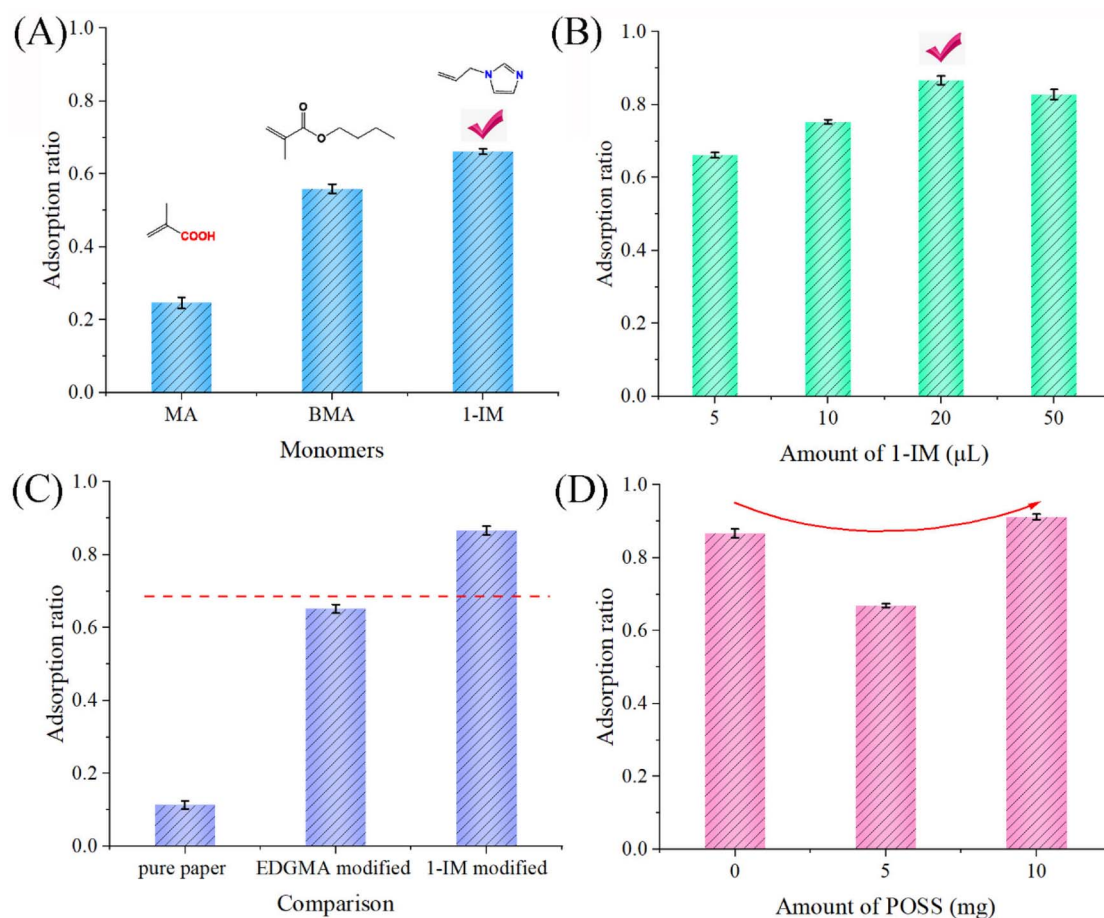 (A)
1.0
0.8
0.6
0.4
0.2
0.0
Adsorption ratio
COOH
O
O
N
N
MA
BMA
1-IM
Monomers
(B)
1.0
0.8
0.6
0.4
0.2
0.0
Adsorption ratio
5
10
20
50
Amount of 1-IM (μL)
(C)
1.0
0.8
0.6
0.4
0.2
0.0
Adsorption ratio
pure paper
EDGMA modified
1-IM modified
Comparison
(D)
1.0
0.8
0.6
0.4
0.2
0.0
Adsorption ratio
0
5
10
Amount of POSS (mg)